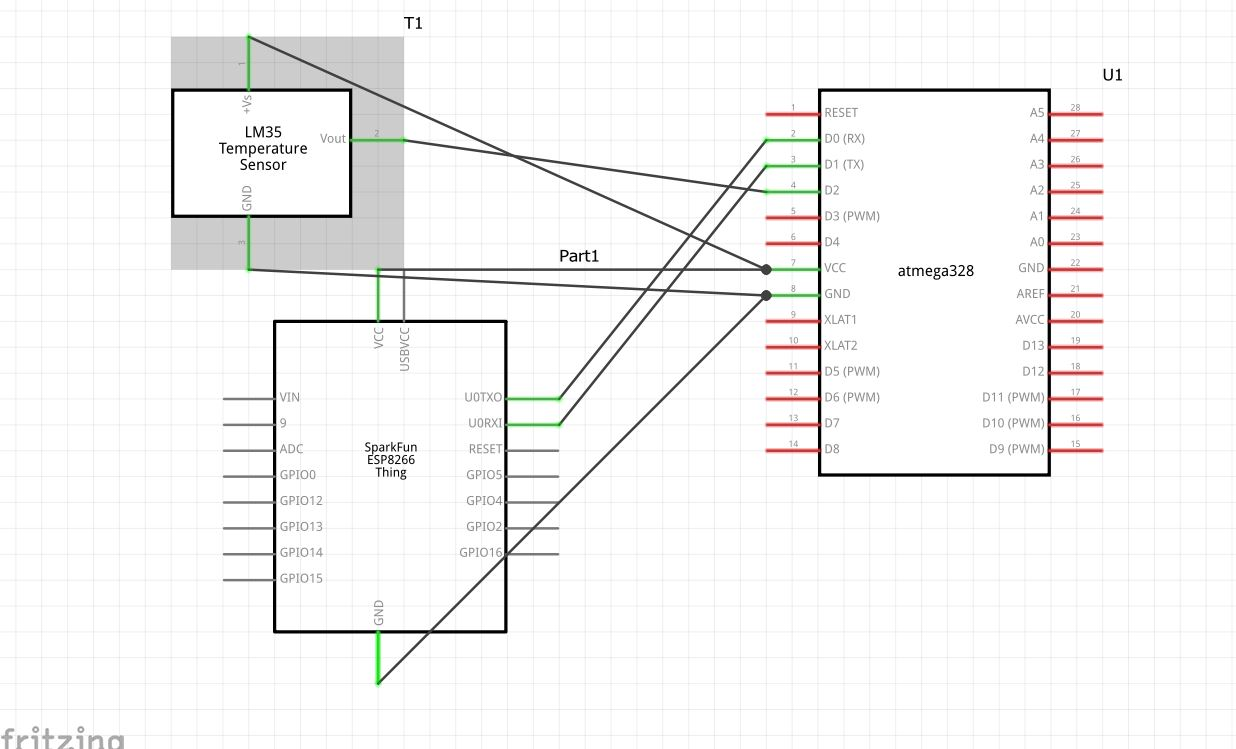 T1
1
+Vs
LM35
Temperature
Sensor
Vout
2
GND
3
Part1
VCC
USBVCC
VIN
9
ADC
GPIO0
GPIO12
GPIO13
GPIO14
GPIO15
SparkFun
ESP8266
Thing
U0TXO
U0RXI
RESET
GPIO5
GPIO4
GPIO2
GPIO16
GND
U1
1 RESET
2 D0 (RX)
3 D1 (TX)
4 D2
5 D3 (PWM)
6 D4
7 VCC
8 GND
9 XLAT1
10 XLAT2
11 D5 (PWM)
12 D6 (PWM)
13 D7
14 D8
atmega328
A5 28
A4 27
A3 26
A2 25
A1 24
A0 23
GND 22
AREF 21
AVCC 20
D13 19
D12 18
D11 (PWM) 17
D10 (PWM) 16
D9 (PWM) 15
fritzing